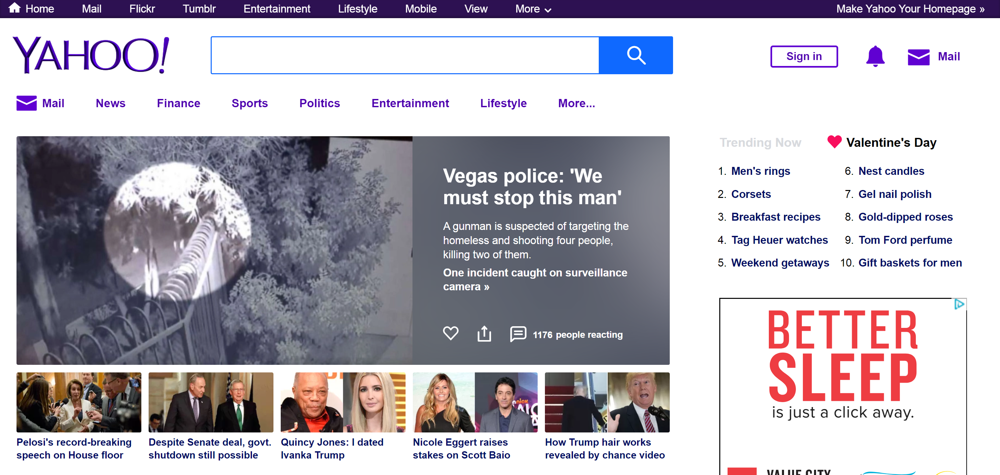 Home Mail Flickr Tumblr Entertainment Lifestyle Mobile View More Make Yahoo Your Homepage »
YAHOO!
Sign in
Mail
Mail News Finance Sports Politics Entertainment Lifestyle More...
Vegas police: 'We
must stop this man'
A gunman is suspected of targeting the
homeless and shooting four people,
killing two of them.
One incident caught on surveillance
camera »
1176 people reacting
Pelosi's record-breaking
speech on House floor
Despite Senate deal, govt.
shutdown still possible
Quincy Jones: I dated
Ivanka Trump
nick
Nicole Eggert raises
stakes on Scott Baio
How Trump hair works
revealed by chance video
Trending Now
Valentine's Day
1. Men's rings
2. Corsets
3. Breakfast recipes
4. Tag Heuer watches
5. Weekend getaways
6. Nest candles
7. Gel nail polish
8. Gold-dipped roses
9. Tom Ford perfume
10. Gift baskets for men
BETTER
SLEEP
is just a click away.
VALUE CITY